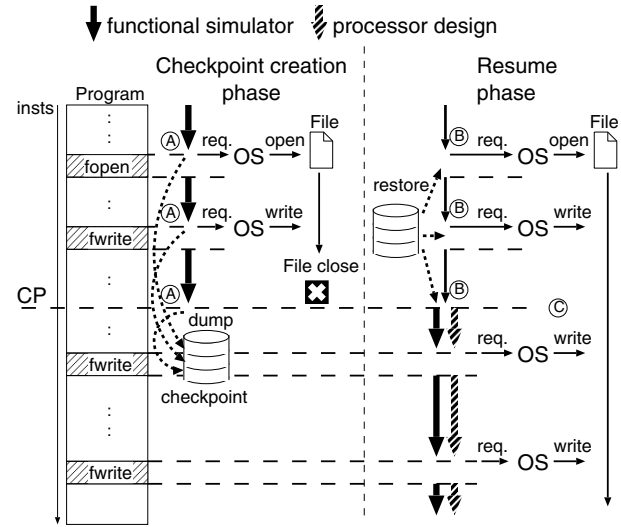 functional simulator processor design
Checkpoint creation phase
Resume phase
Program
insts
File
File
:
:
Ⓐ req. OS open
Ⓑ req. OS open
fopen
restore
:
Ⓐ req. OS write
Ⓑ req. OS write
fwrite
:
File close
Ⓐ
Ⓑ
CP
Ⓒ
:
dump
fwrite
req. OS write
checkpoint
:
:
req. OS write
fwrite